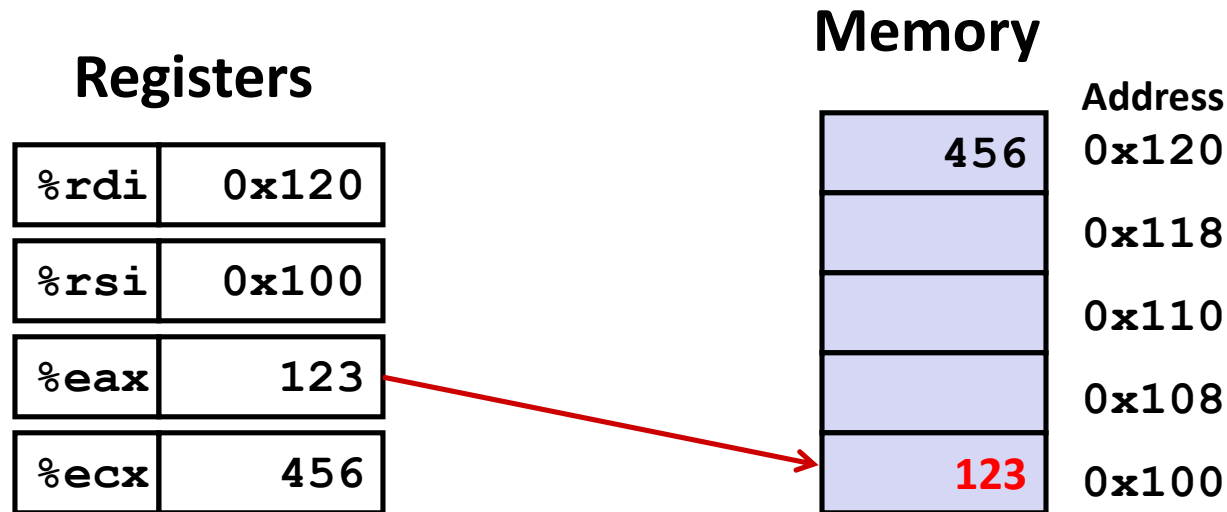 Registers
%rdi 0x120
%rsi 0x100
%eax 123
%ecx 456
Memory
Address
456 0x120
0x118
0x110
0x108
123 0x100